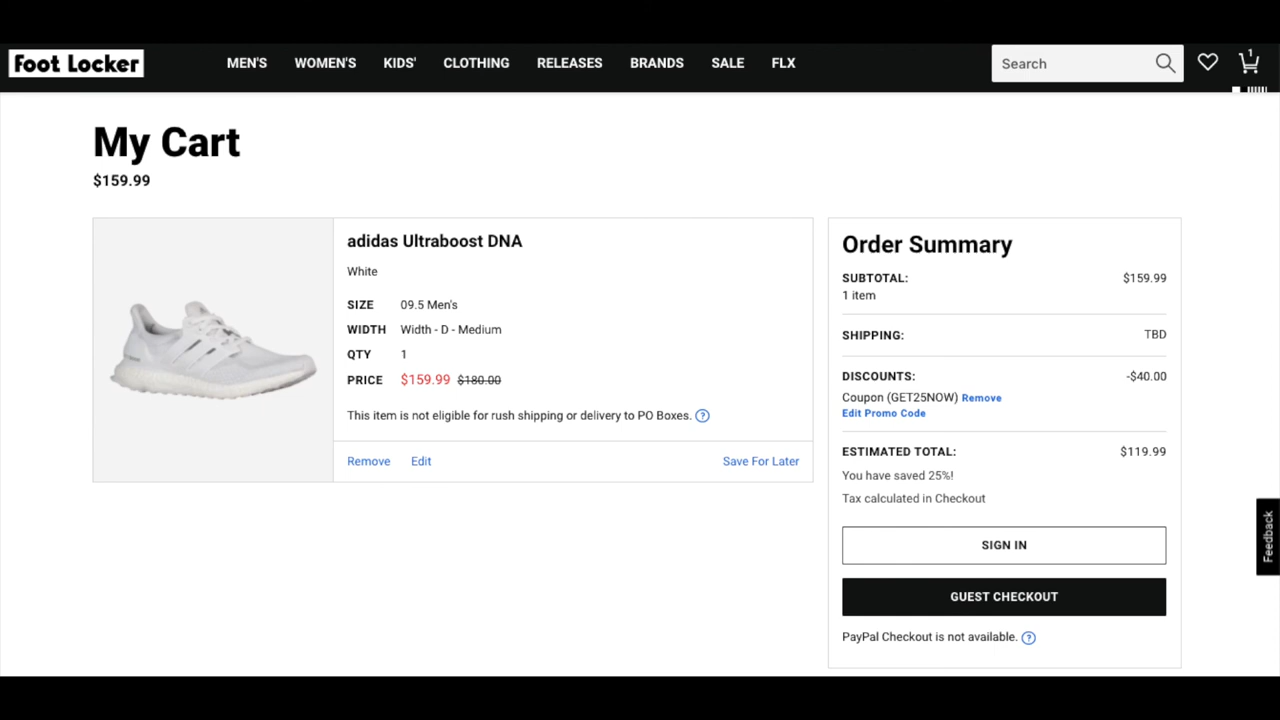 Foot Locker
MEN'S WOMEN'S KIDS' CLOTHING RELEASES BRANDS SALE FLX
Search
1
My Cart
$159.99
adidas Ultraboost DNA
White
SIZE 09.5 Men's
WIDTH Width - D - Medium
QTY 1
PRICE $159.99 $180.00
This item is not eligible for rush shipping or delivery to PO Boxes. ?
Remove Edit Save For Later
Order Summary
SUBTOTAL: $159.99
1 item
SHIPPING: TBD
DISCOUNTS: -$40.00
Coupon (GET25NOW) Remove
Edit Promo Code
ESTIMATED TOTAL: $119.99
You have saved 25%!
Tax calculated in Checkout
SIGN IN
GUEST CHECKOUT
PayPal Checkout is not available. ?
Feedback